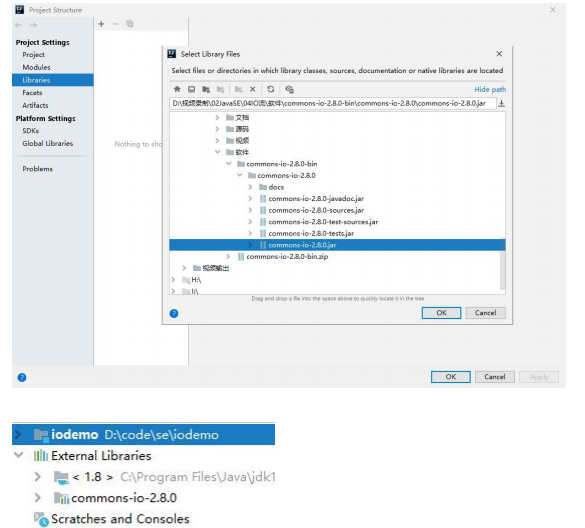 Project Structure
Project Settings
Project
Modules
Libraries
Facets
Artifacts
Platform Settings
SDKs
Global Libraries
Problems
Nothing to sho
Select Library Files
Select files or directories in which library classes, sources, documentation or native libraries are located
Hide path
D:\视频录制\02JavaSE\04IO流\软件\commons-io-2.8.0-bin\commons-io-2.8.0\commons-io-2.8.0.jar
文档
源码
视频
软件
commons-io-2.8.0-bin
commons-io-2.8.0
docs
commons-io-2.8.0-javadoc.jar
commons-io-2.8.0-sources.jar
commons-io-2.8.0-test-sources.jar
commons-io-2.8.0-tests.jar
commons-io-2.8.0.jar
commons-io-2.8.0-bin.zip
视频输出
H:\
I:\
Drag and drop a file into the space above to quickly locate it in the tree
OK Cancel
OK Cancel Apply
iodemo D:\code\se\iodemo
External Libraries
< 1.8 > C:\Program Files\Java\jdk1
commons-io-2.8.0
Scratches and Consoles